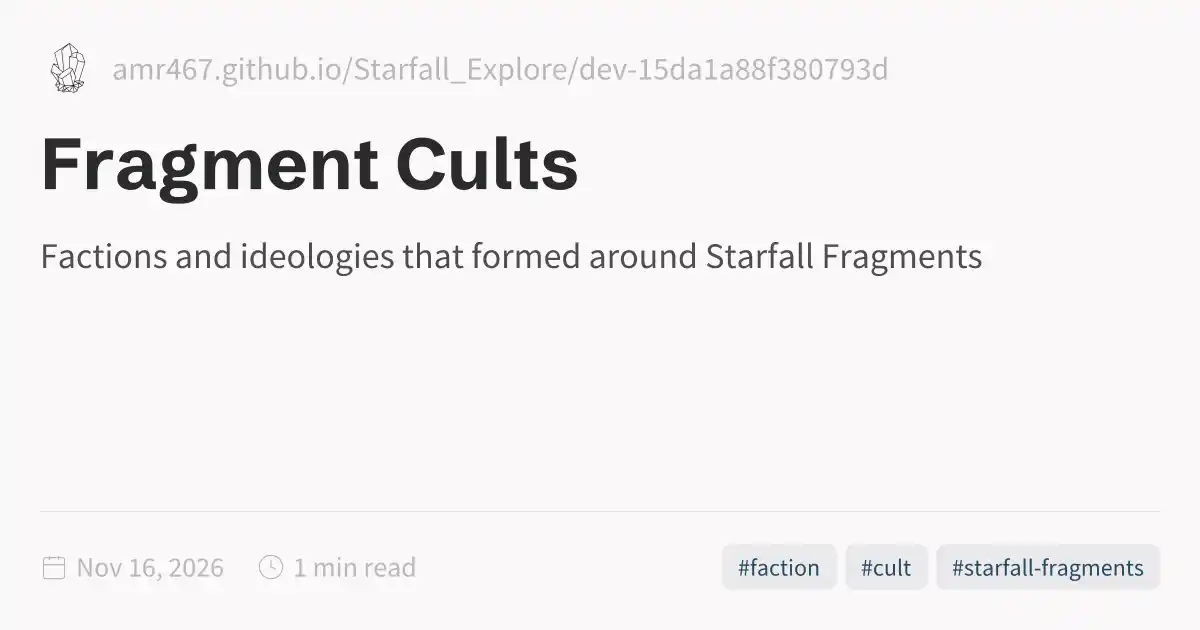 amr467.github.io/Starfall_Explore/dev-15da1a88f380793d
Fragment Cults
Factions and ideologies that formed around Starfall Fragments
Nov 16, 2026 1 min read #faction #cult #starfall-fragments